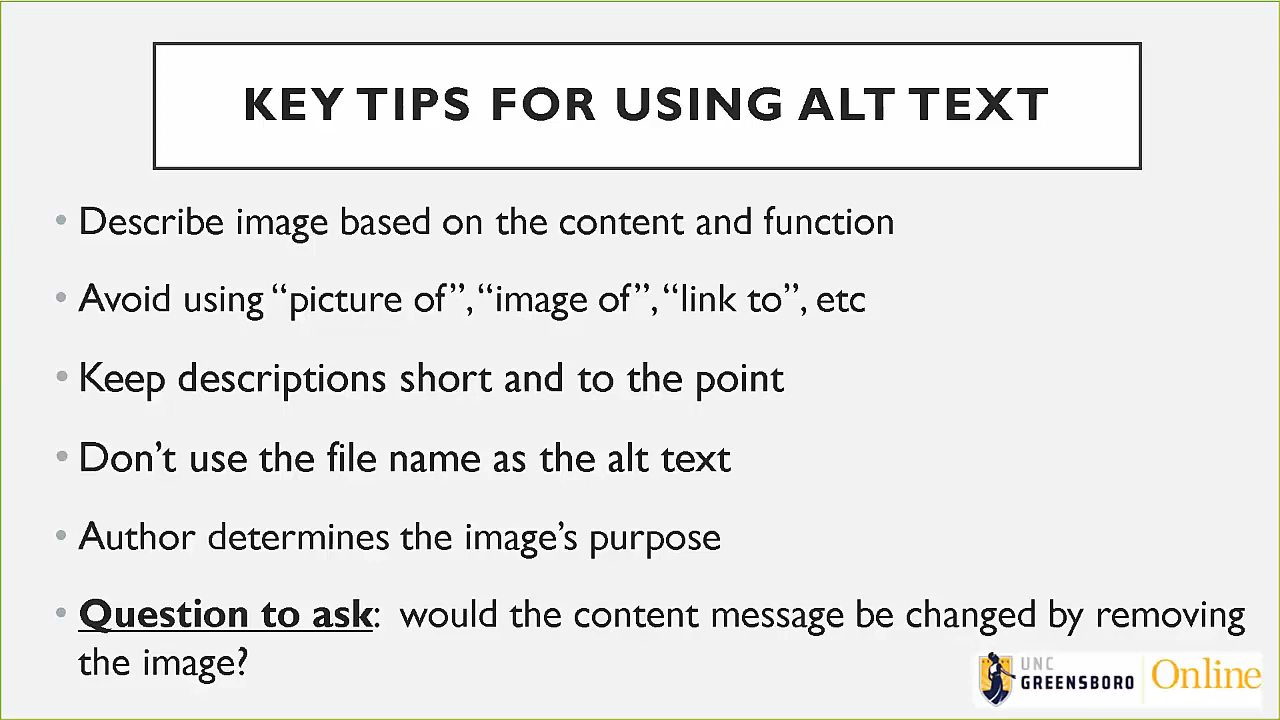 KEY TIPS FOR USING ALT TEXT
• Describe image based on the content and function
• Avoid using “picture of”, “image of”, “link to”, etc
• Keep descriptions short and to the point
• Don’t use the file name as the alt text
• Author determines the image’s purpose
• Question to ask: would the content message be changed by removing
the image?
UNC
GREENSBORO
Online